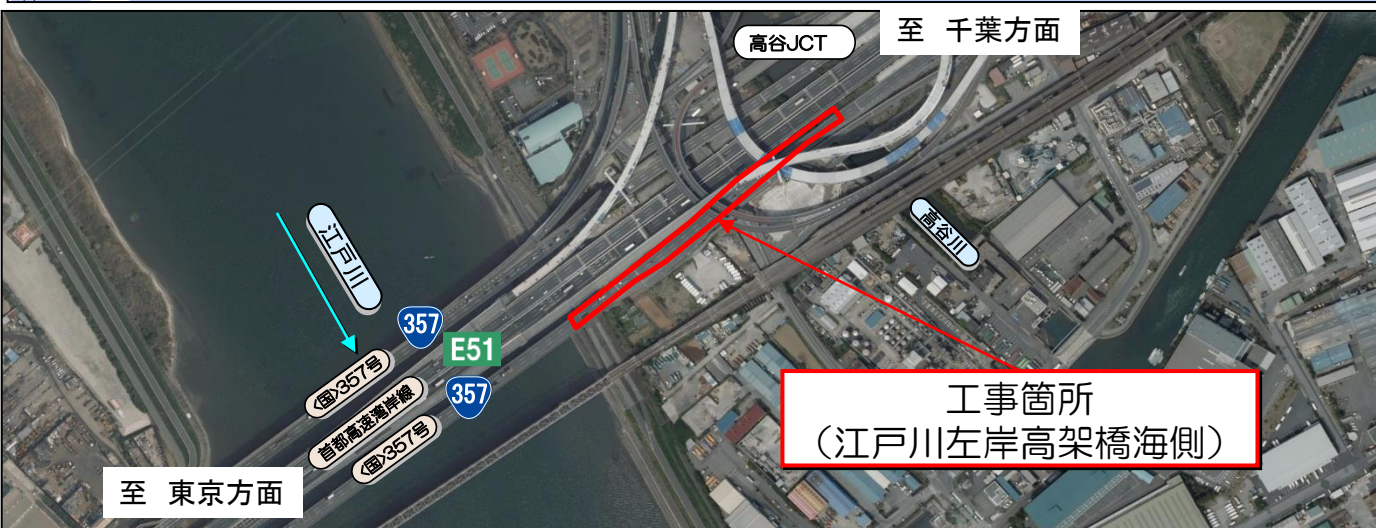 高谷JCT
至 千葉方面
江戸川
高谷川
357
E51
357
<国>357号
首都高速湾岸線
<国>357号
工事箇所
（江戸川左岸高架橋海側）
至 東京方面